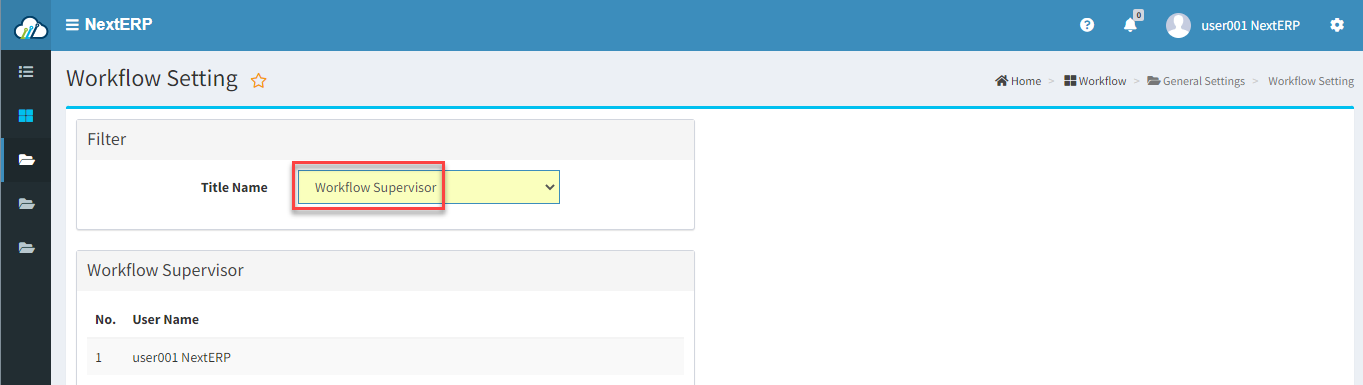 NextERP
0
user001 NextERP
Workflow Setting
Home > Workflow > General Settings > Workflow Setting
Filter
Title Name
Workflow Supervisor
Workflow Supervisor
No. User Name
1 user001 NextERP